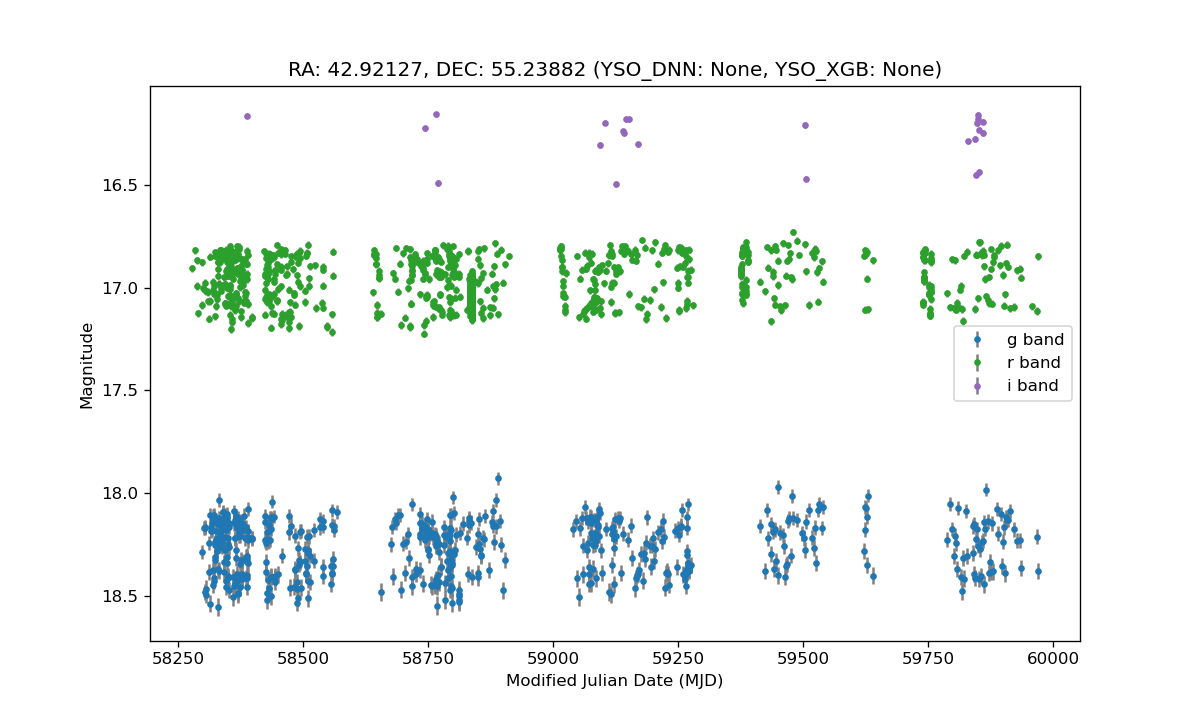 RA: 42.92127, DEC: 55.23882 (YSO_DNN: None, YSO_XGB: None)
16.5
17.0
17.5
18.0
18.5
Magnitude
g band
r band
i band
58250
58500
58750
59000
59250
59500
59750
60000
Modified Julian Date (MJD)